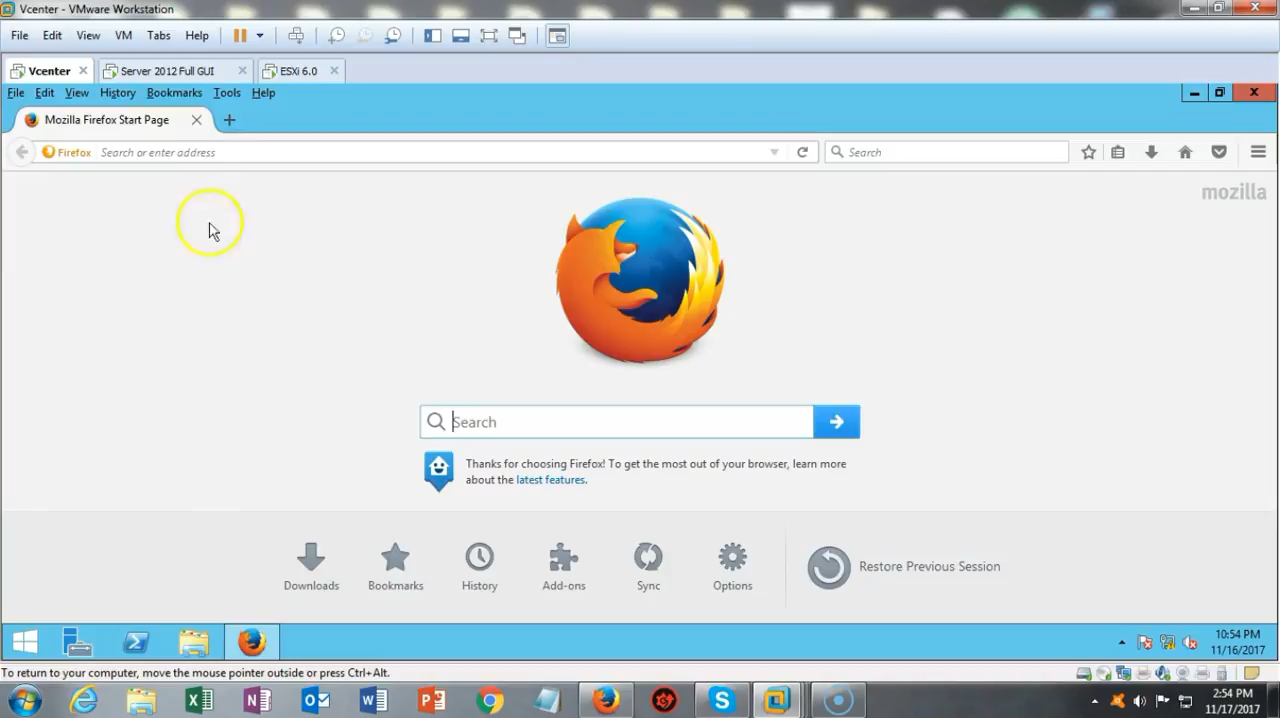 Vcenter - VMware Workstation
File Edit View VM Tabs Help
Vcenter Server 2012 Full GUI ESXi 6.0
File Edit View History Bookmarks Tools Help
Mozilla Firefox Start Page
Firefox Search or enter address Search
mozilla
Search
Thanks for choosing Firefox! To get the most out of your browser, learn more
about the latest features.
Downloads Bookmarks History Add-ons Sync Options Restore Previous Session
10:54 PM
11/16/2017
To return to your computer, move the mouse pointer outside or press Ctrl+Alt.
2:54 PM
11/17/2017